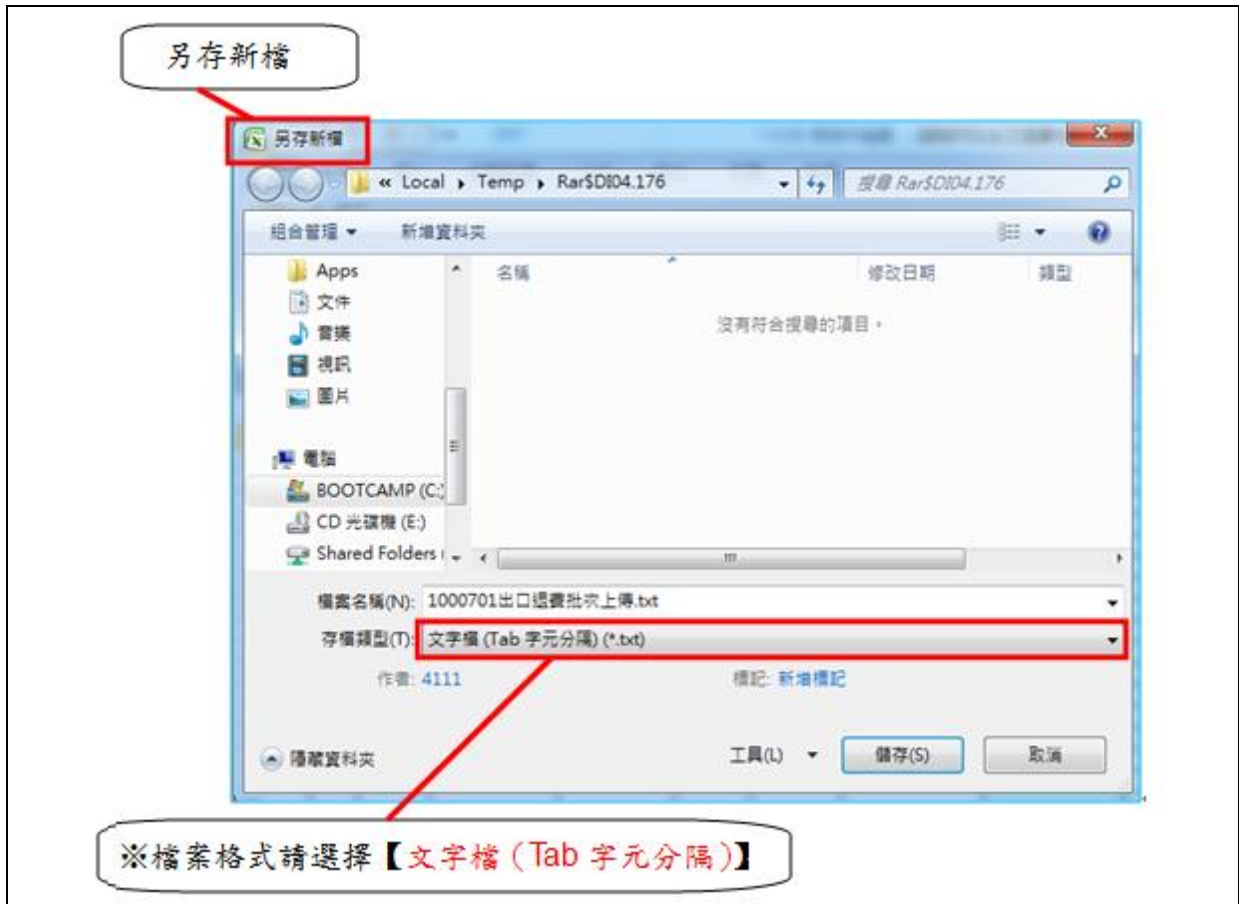 另存新檔
另存新檔
« Local ▸ Temp ▸ Rar$DI04.176
搜尋 Rar$DI04.176
組合管理 ▾ 新增資料夾
名稱 修改日期 類型
沒有符合搜尋的項目。
Apps
文件
音樂
視訊
圖片
電腦
BOOTCAMP (C:)
CD 光碟機 (E:)
Shared Folders
檔案名稱(N): 1000701出口退費批次上傳.txt
存檔類型(T): 文字檔 (Tab 字元分隔) (*.txt)
作者: 4111 標記: 新增標記
隱藏資料夾
工具(L) ▾ 儲存(S) 取消
※檔案格式請選擇【文字檔（Tab 字元分隔）】